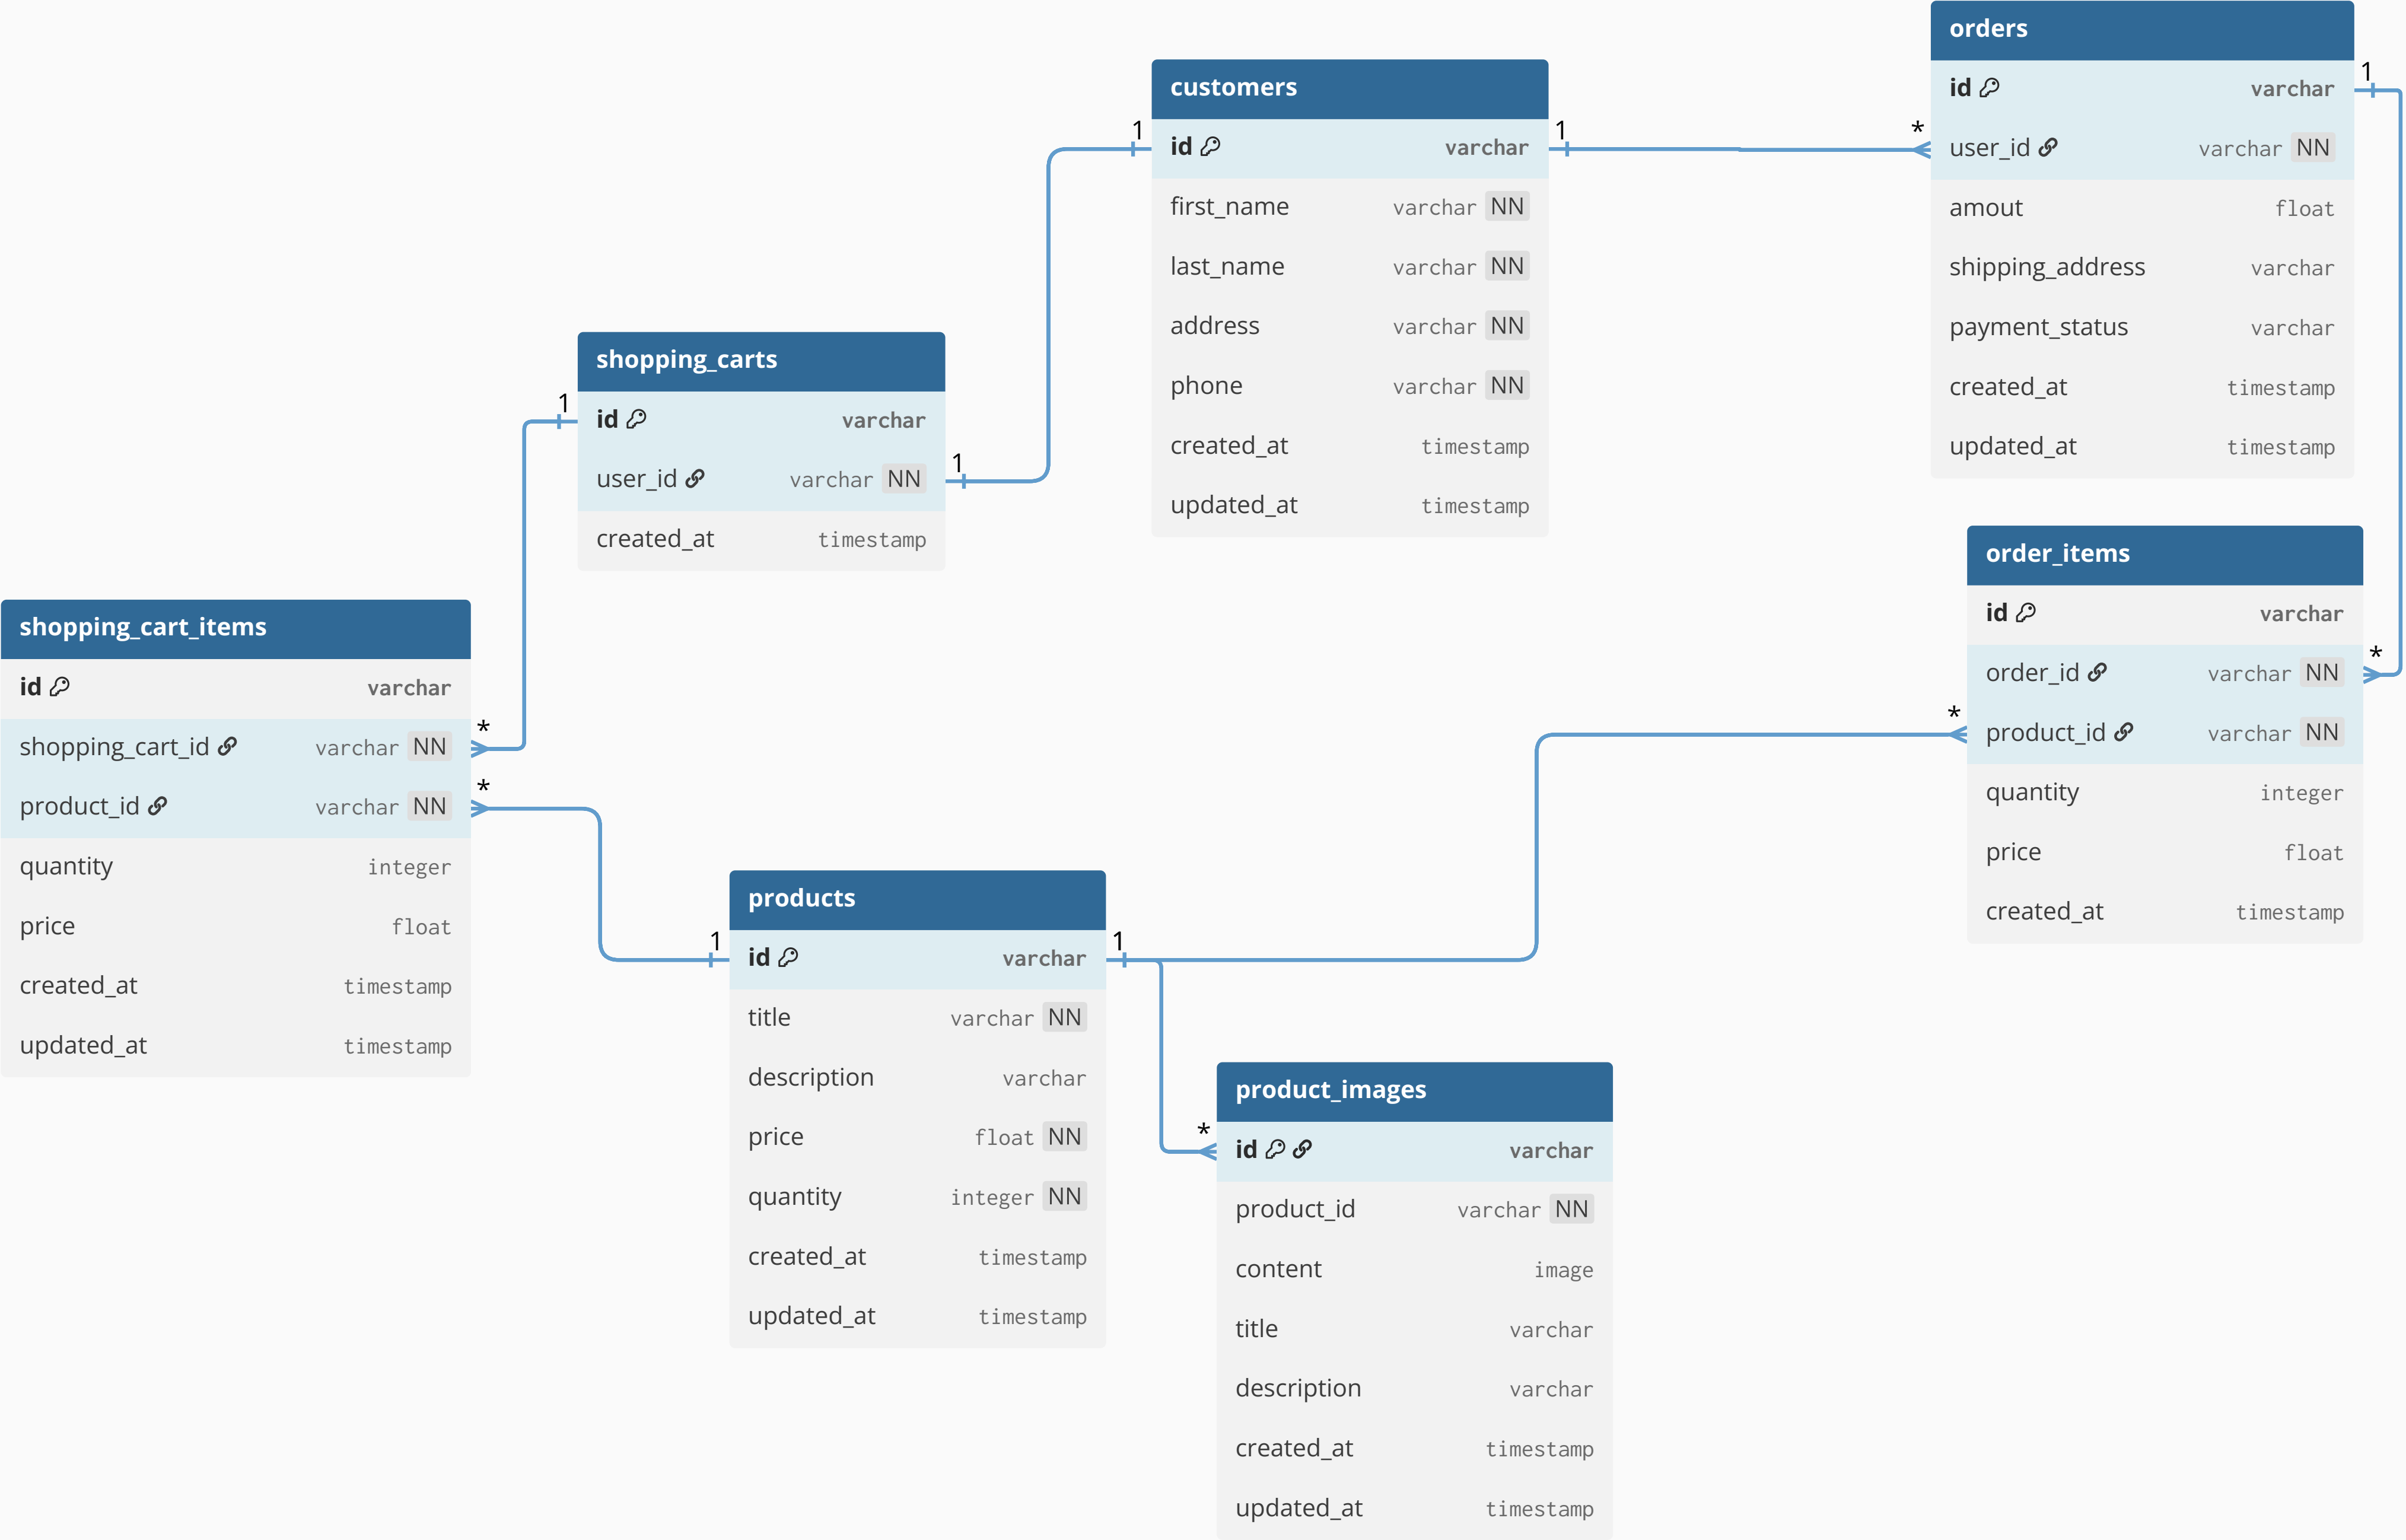 orders
id varchar
user_id varchar NN
amout float
shipping_address varchar
payment_status varchar
created_at timestamp
updated_at timestamp
1
*
customers
id varchar
first_name varchar NN
last_name varchar NN
address varchar NN
phone varchar NN
created_at timestamp
updated_at timestamp
1
1
shopping_carts
id varchar
user_id varchar NN
created_at timestamp
1
1
order_items
id varchar
order_id varchar NN
product_id varchar NN
quantity integer
price float
created_at timestamp
*
*
shopping_cart_items
id varchar
shopping_cart_id varchar NN
product_id varchar NN
quantity integer
price float
created_at timestamp
updated_at timestamp
*
*
products
id varchar
title varchar NN
description varchar
price float NN
quantity integer NN
created_at timestamp
updated_at timestamp
1
1
product_images
id varchar
product_id varchar NN
content image
title varchar
description varchar
created_at timestamp
updated_at timestamp
*